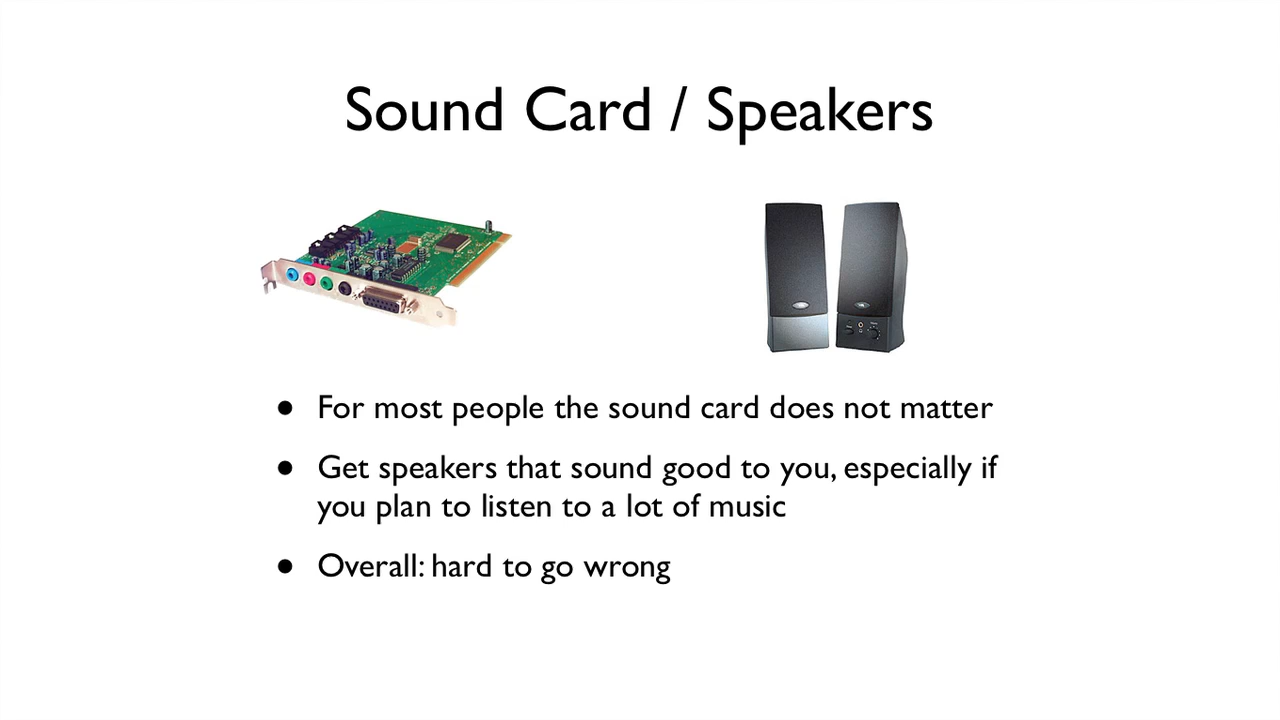 Sound Card / Speakers
• For most people the sound card does not matter
• Get speakers that sound good to you, especially if
you plan to listen to a lot of music
• Overall: hard to go wrong